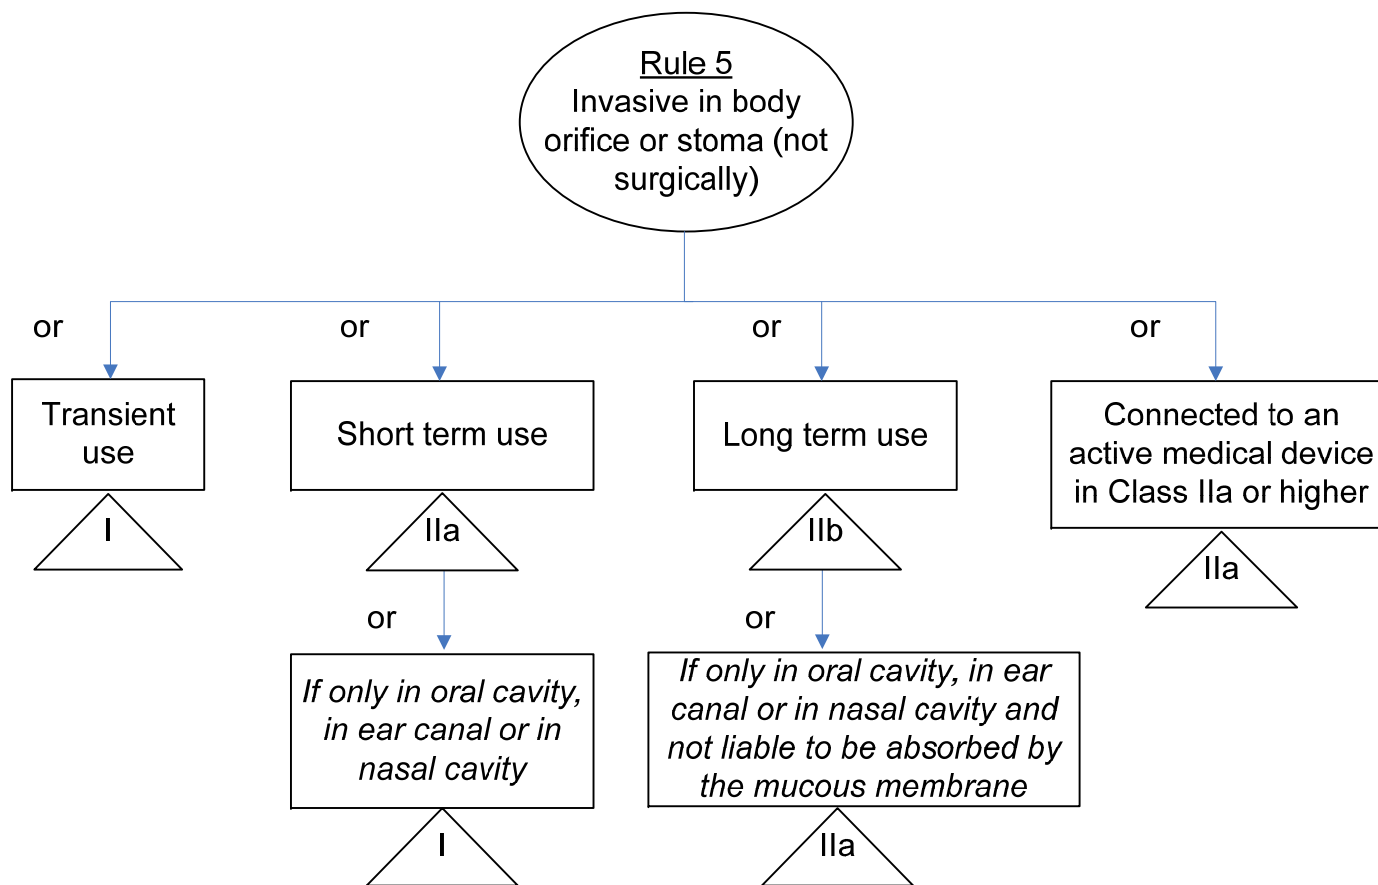 Rule 5
Invasive in body
orifice or stoma (not
surgically)
or
or
or
or
Transient
use
Short term use
Long term use
Connected to an
active medical device
in Class IIa or higher
I
IIa
IIb
IIa
or
or
If only in oral cavity,
in ear canal or in
nasal cavity
If only in oral cavity, in ear
canal or in nasal cavity and
not liable to be absorbed by
the mucous membrane
I
IIa